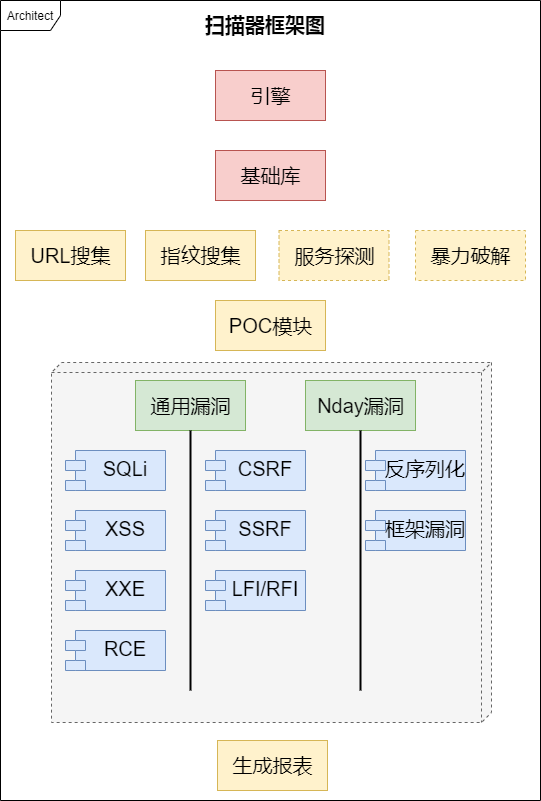 Architect
扫描器框架图
引擎
基础库
URL搜集
指纹搜集
服务探测
暴力破解
POC模块
通用漏洞
Nday漏洞
SQLi
CSRF
反序列化
XSS
SSRF
框架漏洞
XXE
LFI/RFI
RCE
生成报表